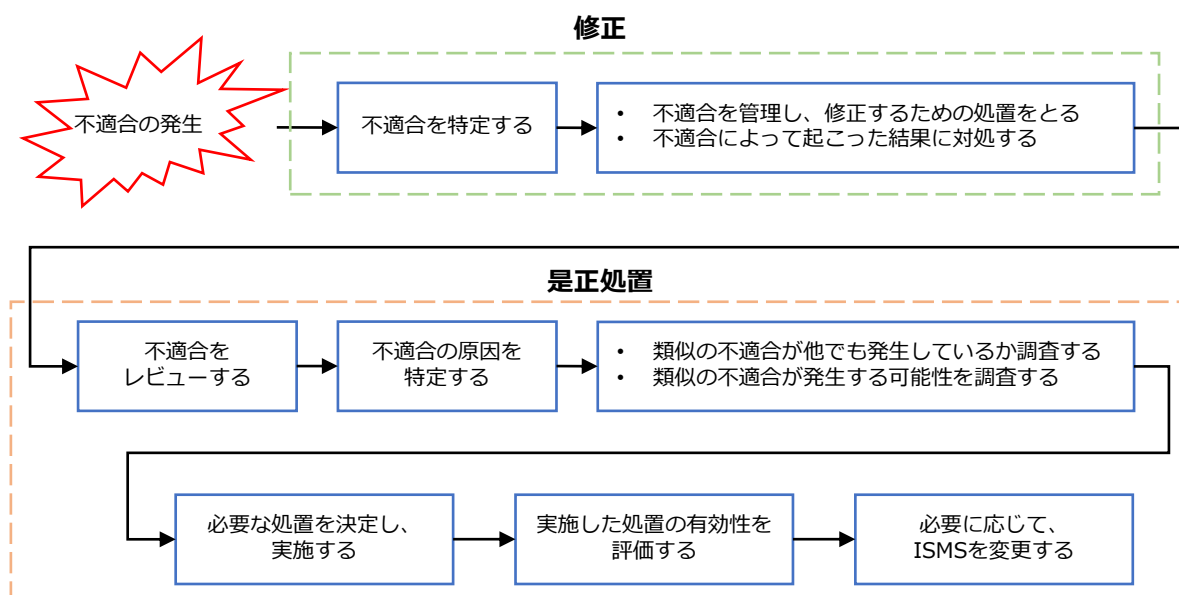 修正
不適合の発生
不適合を特定する
• 不適合を管理し、修正するための処置をとる
• 不適合によって起こった結果に対処する
是正処置
不適合を
レビューする
不適合の原因を
特定する
• 類似の不適合が他でも発生しているか調査する
• 類似の不適合が発生する可能性を調査する
必要な処置を決定し、
実施する
実施した処置の有効性を
評価する
必要に応じて、
ISMSを変更する